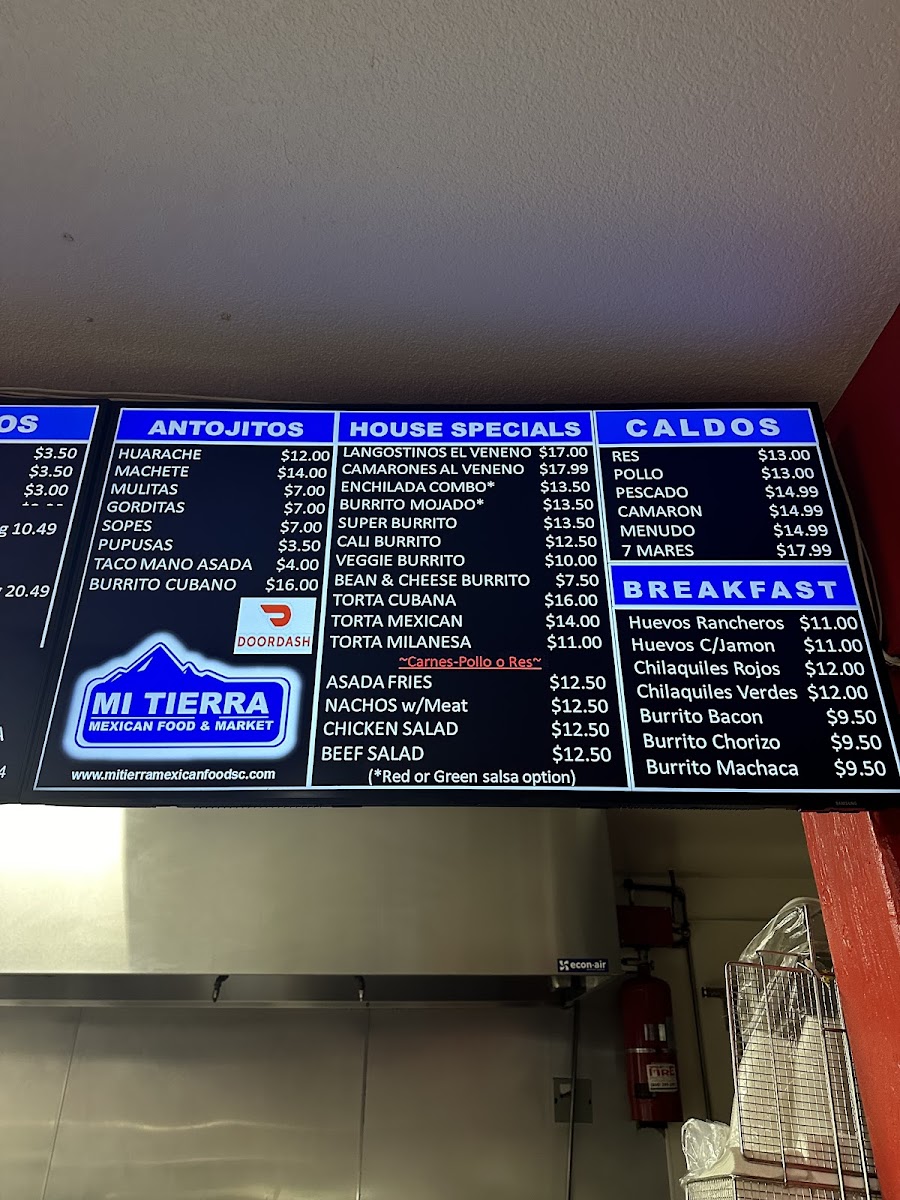 OS
$3.50
$3.50
$3.00
g 10.49
20.49
A
4
ANTOJITOS
HUARACHE $12.00
MACHETE $14.00
MULITAS $7.00
GORDITAS $7.00
SOPES $7.00
PUPUSAS $3.50
TACO MANO ASADA $4.00
BURRITO CUBANO $16.00
DOORDASH
MI TIERRA
MEXICAN FOOD & MARKET
www.mitierramexicanfoodsc.com
HOUSE SPECIALS
LANGOSTINOS EL VENENO $17.00
CAMARONES AL VENENO $17.99
ENCHILADA COMBO* $13.50
BURRITO MOJADO* $13.50
SUPER BURRITO $13.50
CALI BURRITO $12.50
VEGGIE BURRITO $10.00
BEAN & CHEESE BURRITO $7.50
TORTA CUBANA $16.00
TORTA MEXICAN $14.00
TORTA MILANESA $11.00
~Carnes-Pollo o Res~
ASADA FRIES $12.50
NACHOS w/Meat $12.50
CHICKEN SALAD $12.50
BEEF SALAD $12.50
(*Red or Green salsa option)
CALDOS
RES $13.00
POLLO $13.00
PESCADO $14.99
CAMARON $14.99
MENUDO $14.99
7 MARES $17.99
BREAKFAST
Huevos Rancheros $11.00
Huevos C/Jamon $11.00
Chilaquiles Rojos $12.00
Chilaquiles Verdes $12.00
Burrito Bacon $9.50
Burrito Chorizo $9.50
Burrito Machaca $9.50
SAMSUNG
econ-air
FIRE